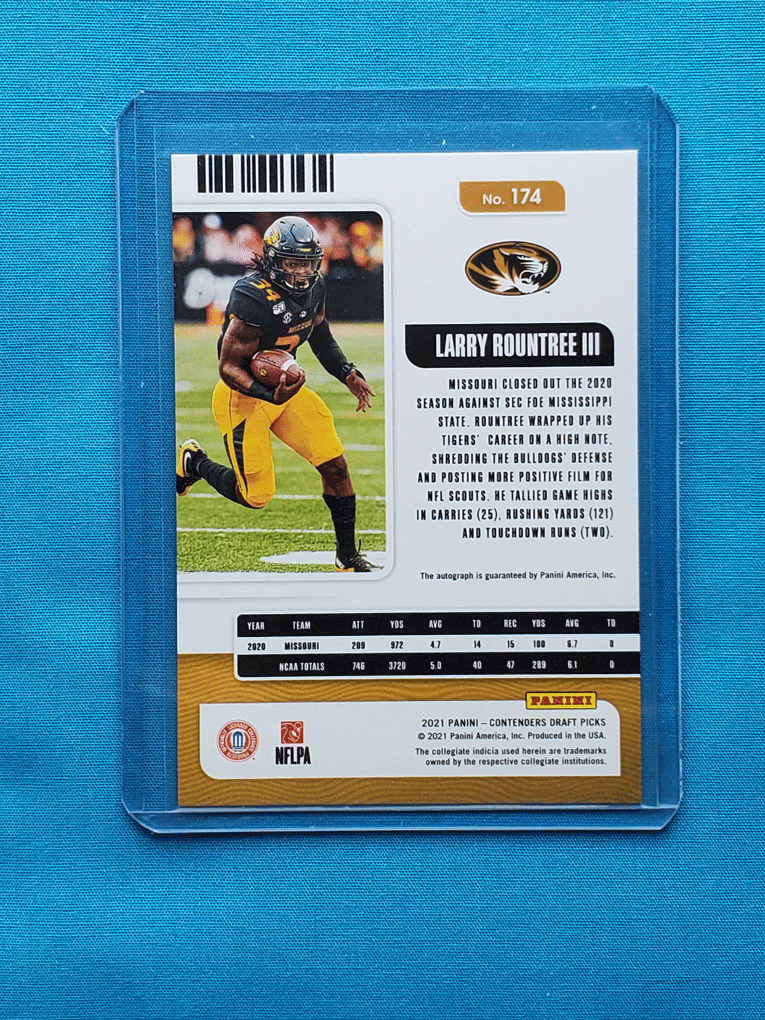 No. 174
LARRY ROUNTREE III
MISSOURI CLOSED OUT THE 2020
SEASON AGAINST SEC FOE MISSISSIPPI
STATE. ROUNTREE WRAPPED UP HIS
TIGERS' CAREER ON A HIGH NOTE,
SHREDDING THE BULLDOGS' DEFENSE
AND POSTING MORE POSITIVE FILM FOR
NFL SCOUTS. HE TALLIED GAME HIGHS
IN CARRIES (25), RUSHING YARDS (121)
AND TOUCHDOWN RUNS (TWO).
34
The autograph is guaranteed by Panini America, Inc.
YEAR TEAM ATT YDS AVG TD REC YDS AVG TD
2020 MISSOURI 209 972 4.7 14 15 100 6.7 0
NCAA TOTALS 746 3720 5.0 40 47 289 6.1 0
PANINI
2021 PANINI – CONTENDERS DRAFT PICKS
© 2021 Panini America, Inc. Produced in the USA.
The collegiate indicia used herein are trademarks
owned by the respective collegiate institutions.
NFLPA